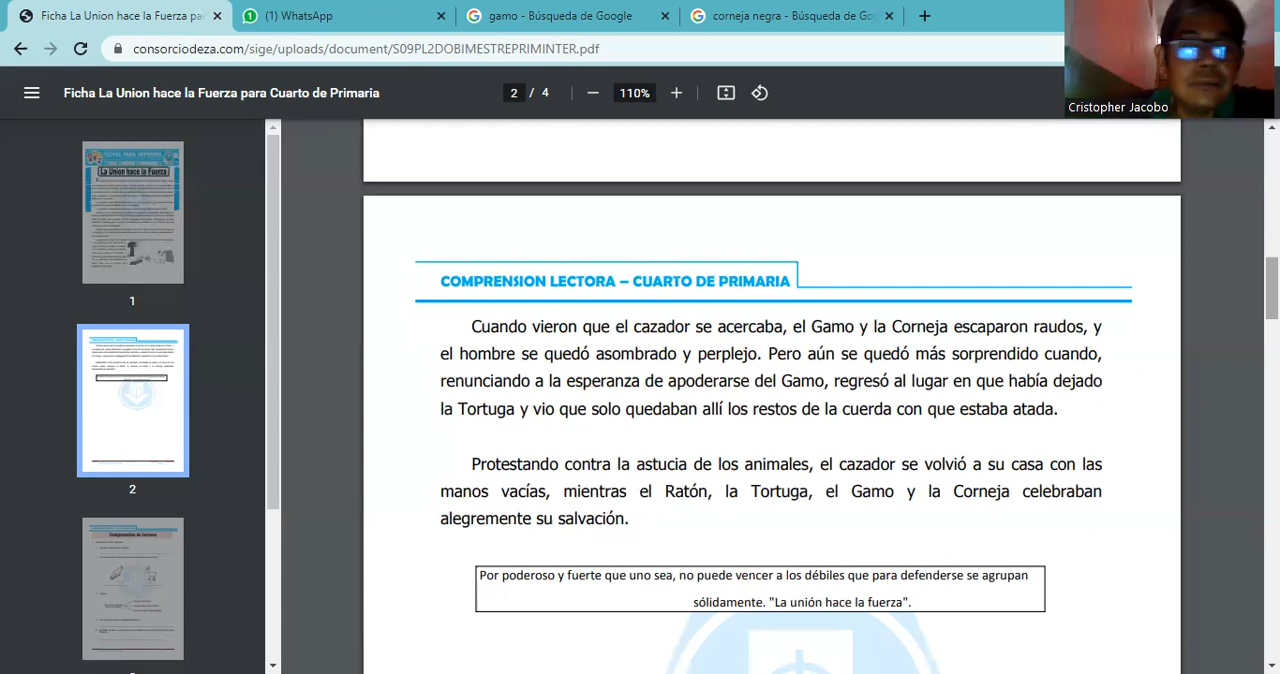 Ficha La Union hace la Fuerza pa
(1) WhatsApp
gamo - Búsqueda de Google
corneja negra - Búsqueda de Go
consorciodeza.com/sige/uploads/document/S09PL2DOBIMESTREPRIMINTER.pdf
Ficha La Union hace la Fuerza para Cuarto de Primaria
2 / 4
110%
Cristopher Jacobo
La Union hace la Fuerza
1
2
Comprensión de lectura
COMPRENSION LECTORA – CUARTO DE PRIMARIA
Cuando vieron que el cazador se acercaba, el Gamo y la Corneja escaparon raudos, y
el hombre se quedó asombrado y perplejo. Pero aún se quedó más sorprendido cuando,
renunciando a la esperanza de apoderarse del Gamo, regresó al lugar en que había dejado
la Tortuga y vio que solo quedaban allí los restos de la cuerda con que estaba atada.
Protestando contra la astucia de los animales, el cazador se volvió a su casa con las
manos vacías, mientras el Ratón, la Tortuga, el Gamo y la Corneja celebraban
alegremente su salvación.
Por poderoso y fuerte que uno sea, no puede vencer a los débiles que para defenderse se agrupan
sólidamente. "La unión hace la fuerza".